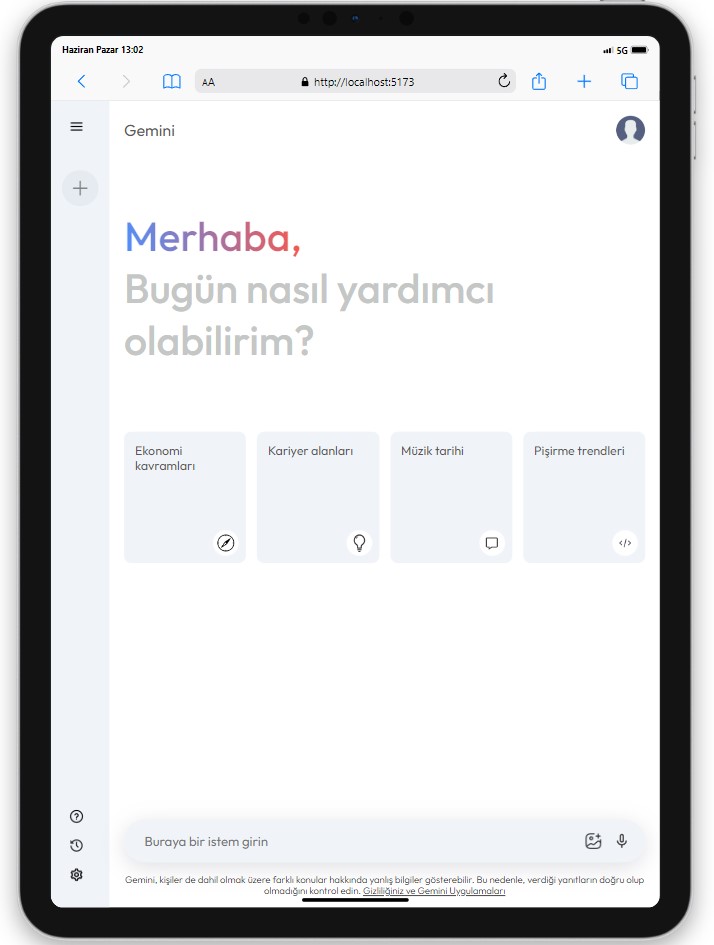 Haziran Pazar 13:02
5G
AA
http://localhost:5173
Gemini
Merhaba,
Bugün nasıl yardımcı
olabilirim?
Ekonomi
kavramları
Kariyer alanları
Müzik tarihi
Pişirme trendleri
</>
Buraya bir istem girin
Gemini, kişiler de dahil olmak üzere farklı konular hakkında yanlış bilgiler gösterebilir. Bu nedenle, verdiği yanıtların doğru olup
olmadığını kontrol edin. Gizliliğiniz ve Gemini Uygulamaları